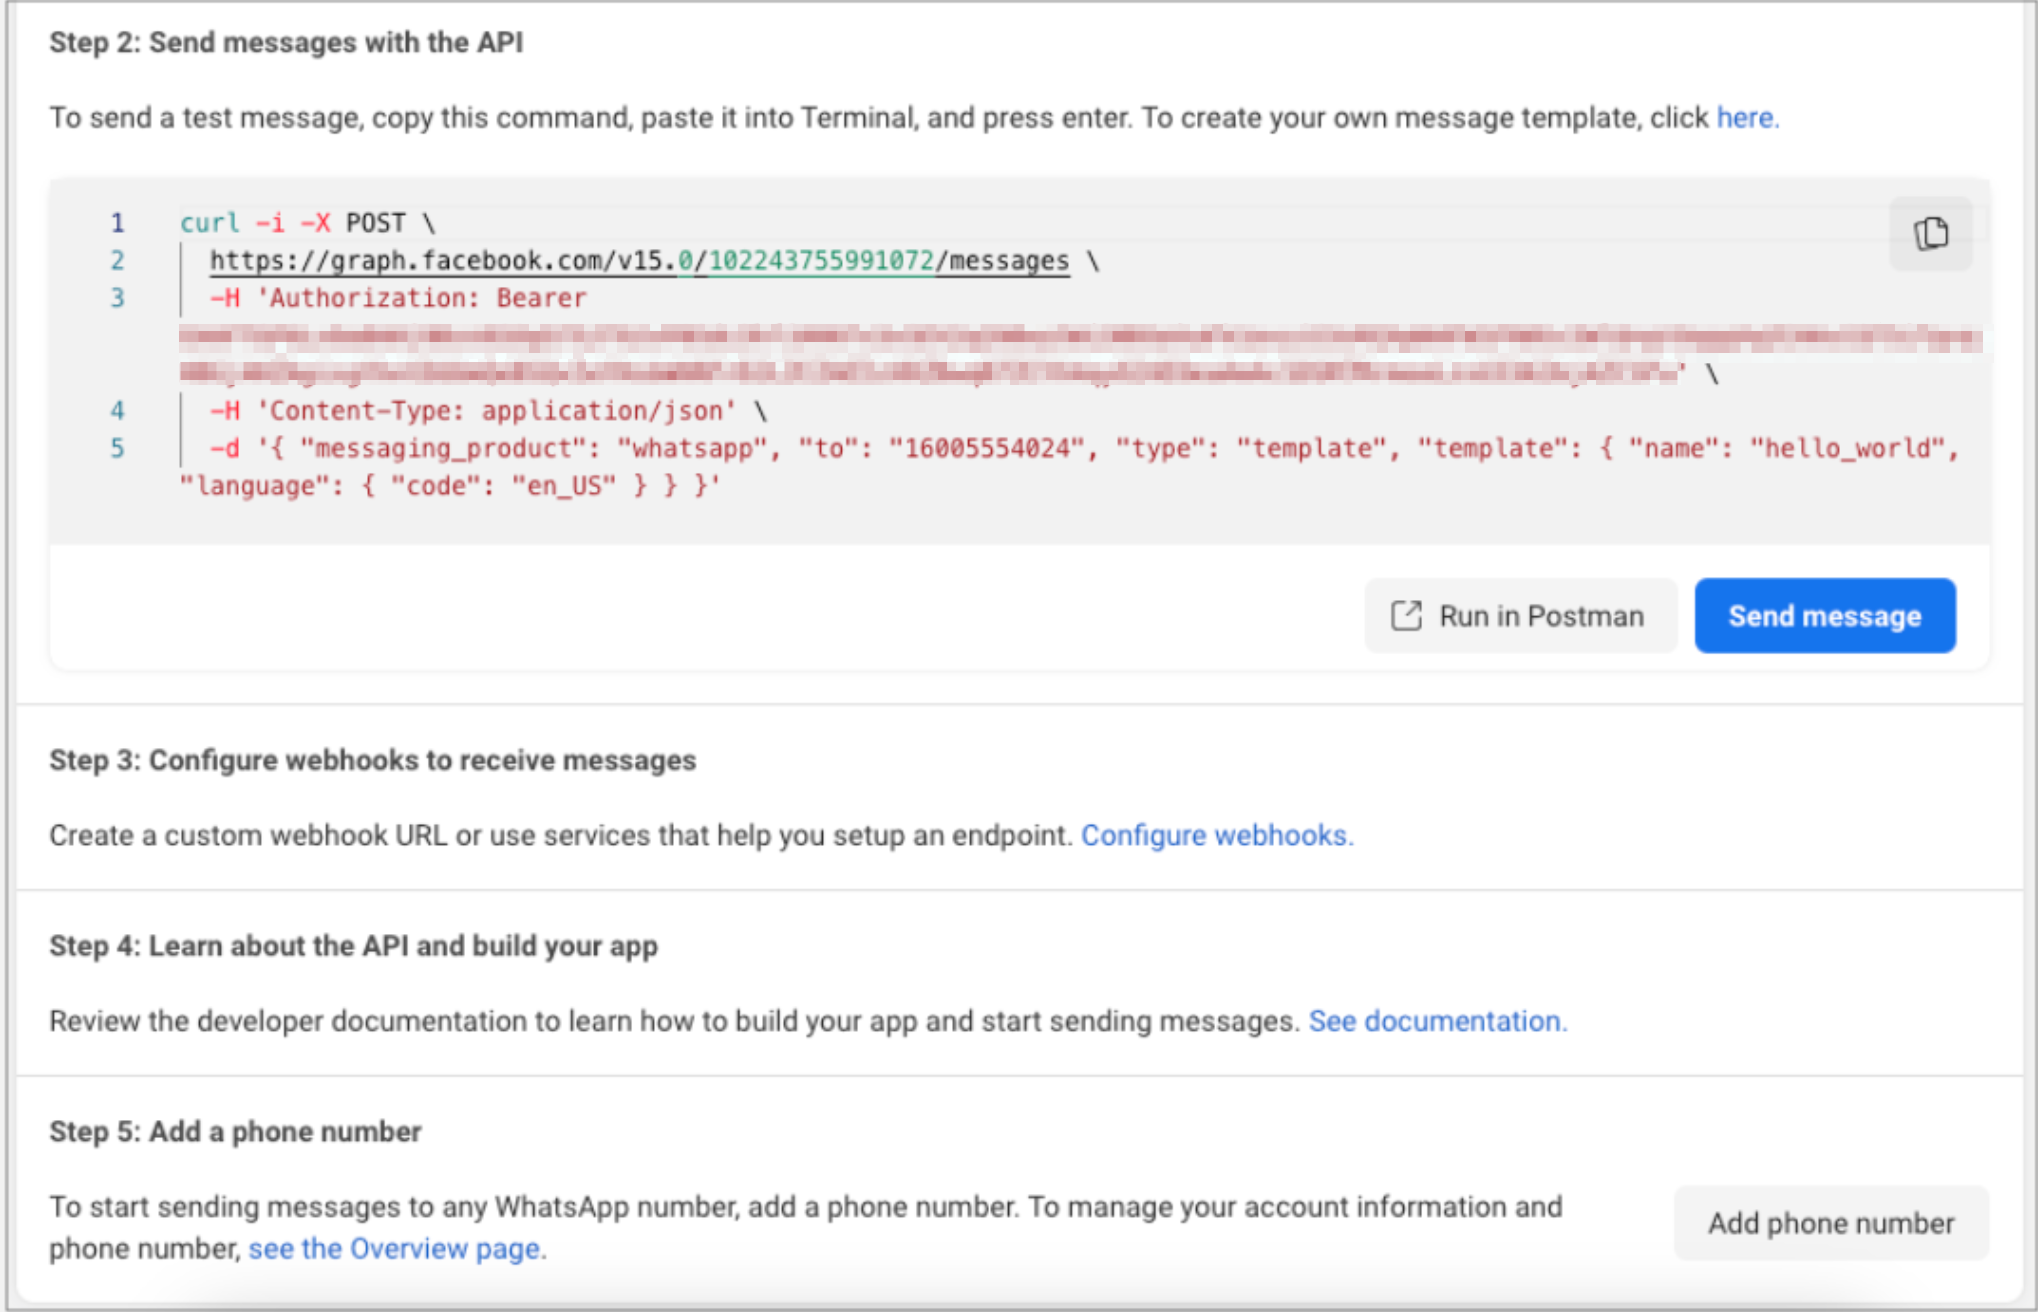 Step 2: Send messages with the API
To send a test message, copy this command, paste it into Terminal, and press enter. To create your own message template, click here.
1 curl -i -X POST \
2 https://graph.facebook.com/v15.0/102243755991072/messages \
3 -H 'Authorization: Bearer
' \
4 -H 'Content-Type: application/json' \
5 -d '{ "messaging_product": "whatsapp", "to": "16005554024", "type": "template", "template": { "name": "hello_world",
"language": { "code": "en_US" } } }'
Run in Postman
Send message
Step 3: Configure webhooks to receive messages
Create a custom webhook URL or use services that help you setup an endpoint. Configure webhooks.
Step 4: Learn about the API and build your app
Review the developer documentation to learn how to build your app and start sending messages. See documentation.
Step 5: Add a phone number
To start sending messages to any WhatsApp number, add a phone number. To manage your account information and
phone number, see the Overview page.
Add phone number